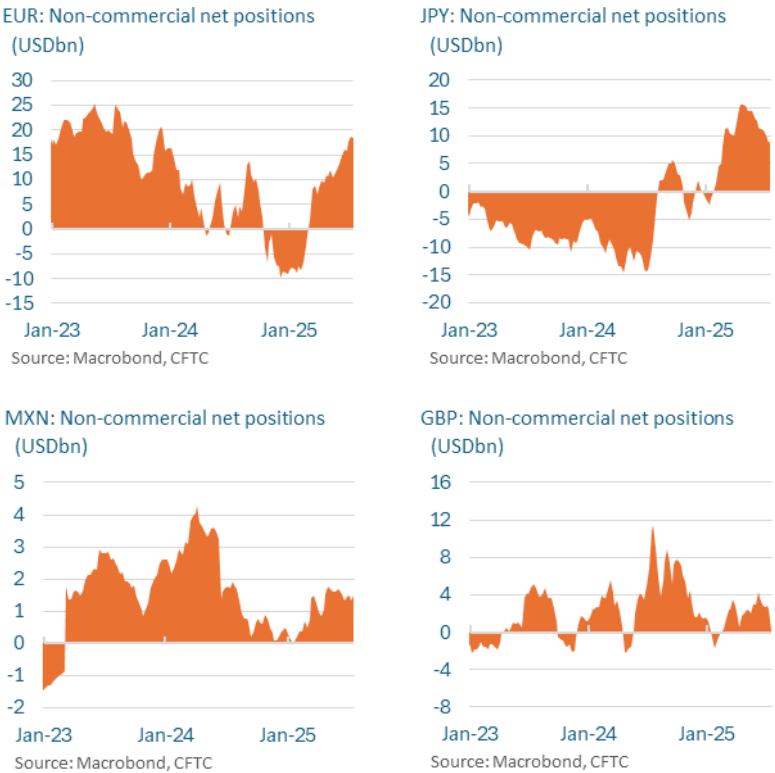 EUR: Non-commercial net positions
(USDbn)
30
25
20
15
10
5
0
-5
-10
-15
Jan-23 Jan-24 Jan-25
Source: Macrobond, CFTC
JPY: Non-commercial net positions
(USDbn)
20
15
10
5
0
-5
-10
-15
-20
Jan-23 Jan-24 Jan-25
Source: Macrobond, CFTC
MXN: Non-commercial net positions
(USDbn)
5
4
3
2
1
0
-1
-2
Jan-23 Jan-24 Jan-25
Source: Macrobond, CFTC
GBP: Non-commercial net positions
(USDbn)
16
12
8
4
0
-4
-8
Jan-23 Jan-24 Jan-25
Source: Macrobond, CFTC